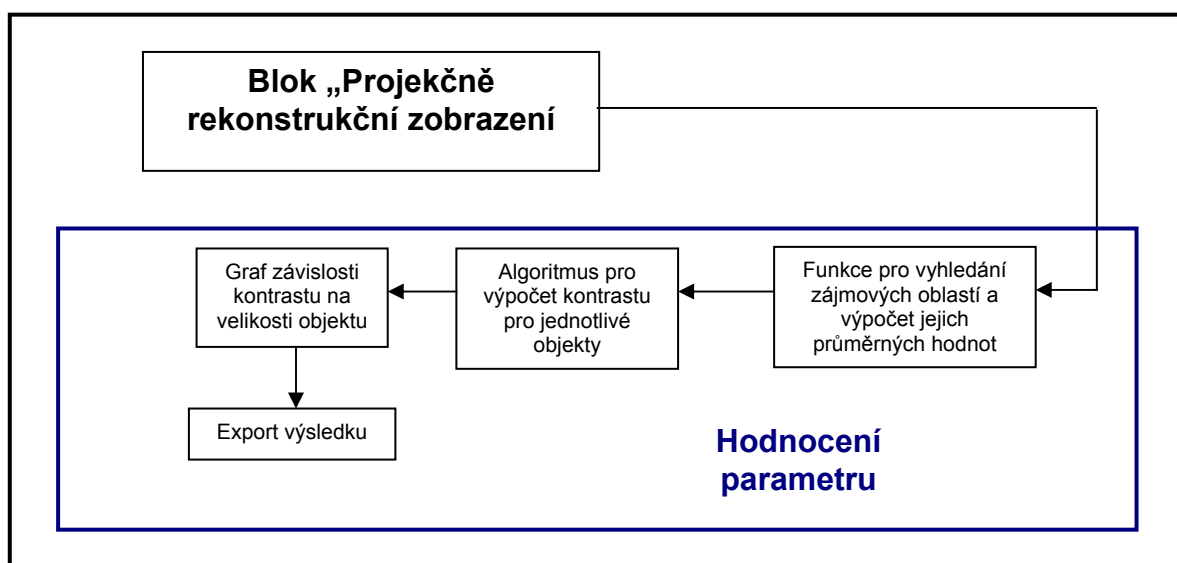 Blok „Projekčně
rekonstrukční zobrazení
Graf závislosti
kontrastu na
velikosti objektu
Algoritmus pro
výpočet kontrastu
pro jednotlivé
objekty
Funkce pro vyhledání
zájmových oblastí a
výpočet jejich
průměrných hodnot
Export výsledku
Hodnocení
parametru